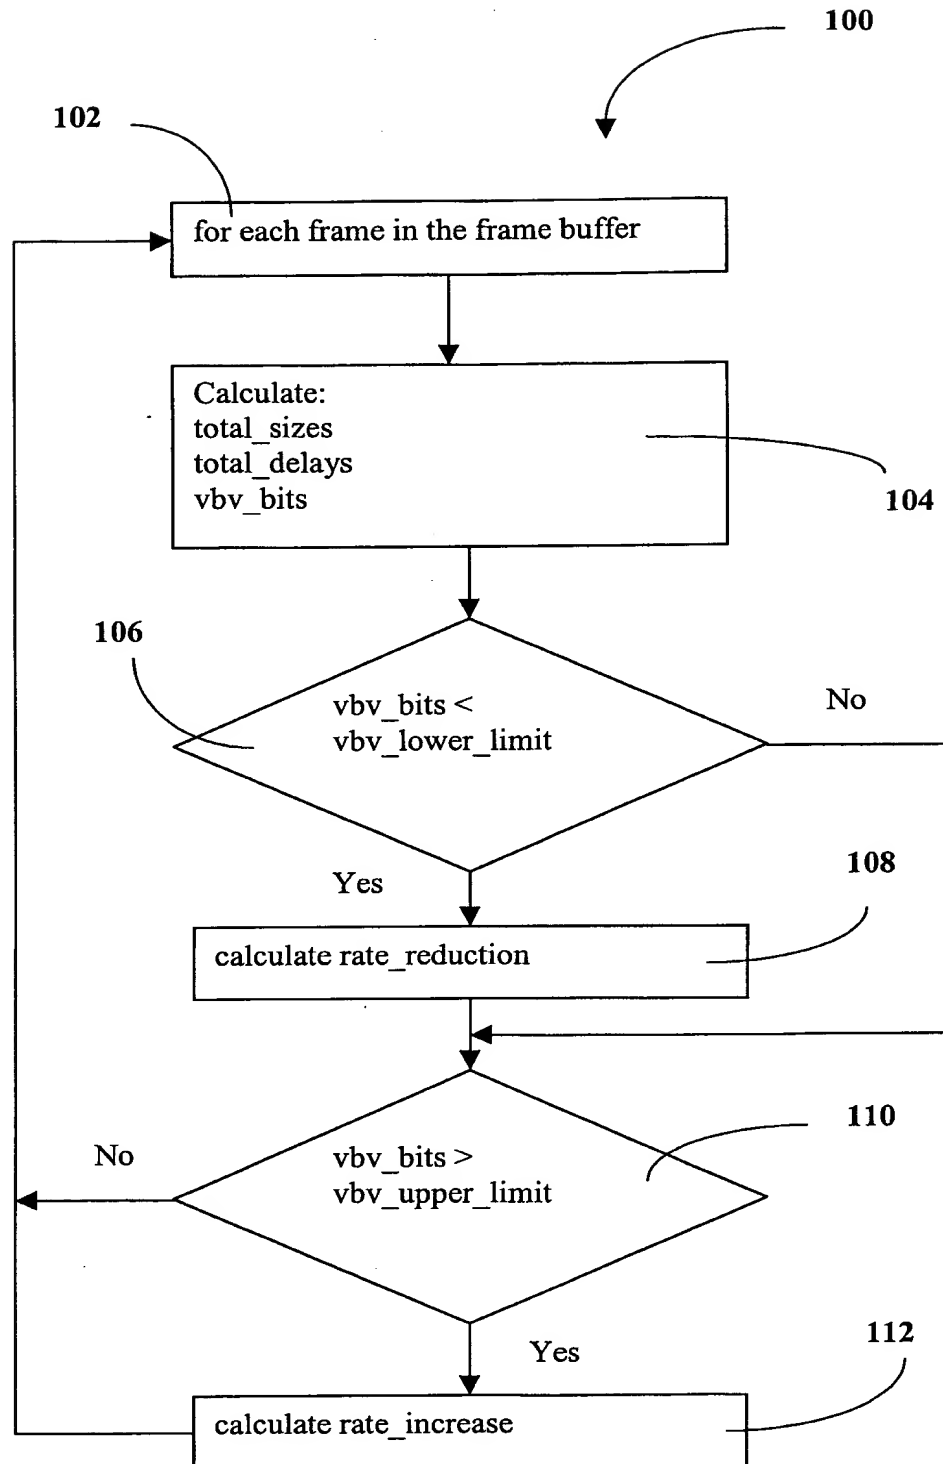 100
102
for each frame in the frame buffer
Calculate:
total_sizes
total_delays
vbv_bits
104
106
vbv_bits <
vbv_lower_limit
No
Yes
108
calculate rate_reduction
110
No
vbv_bits >
vbv_upper_limit
Yes
112
calculate rate_increase